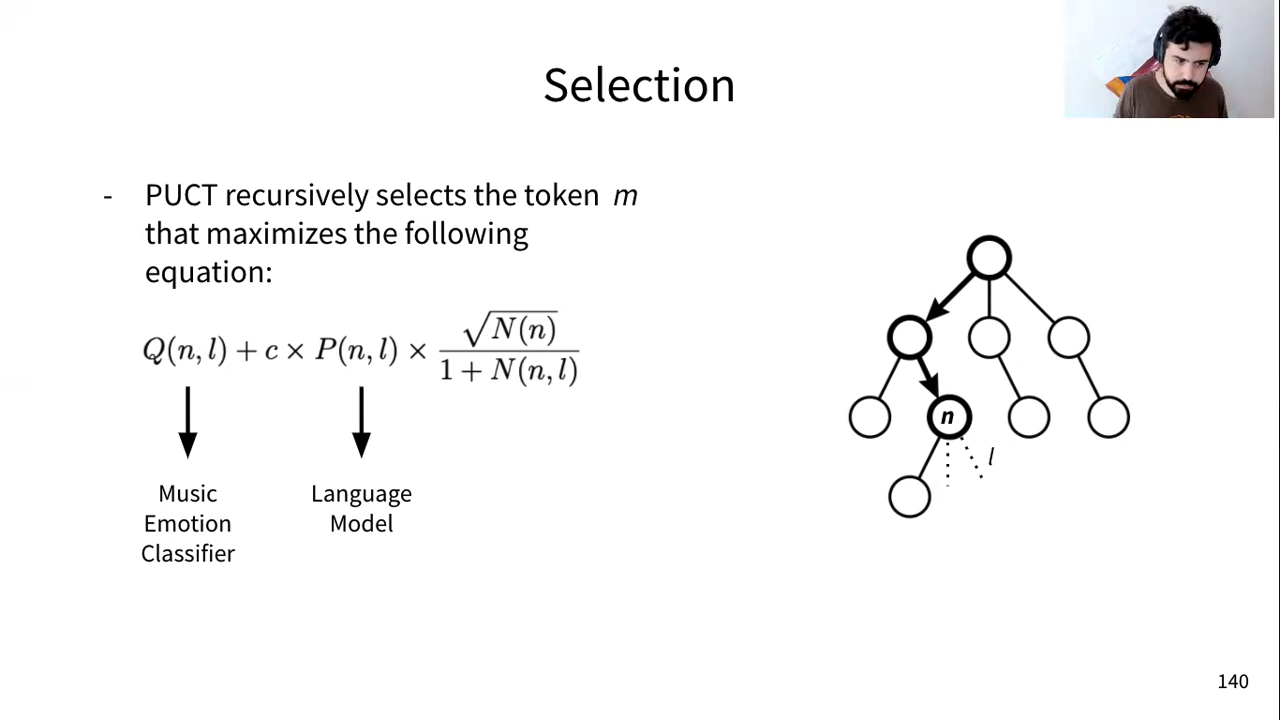 Selection
- PUCT recursively selects the token m
that maximizes the following
equation:
Q(n, l) + c × P(n, l) × √N(n) / 1 + N(n, l)
Music
Emotion
Classifier
Language
Model
n
l
140